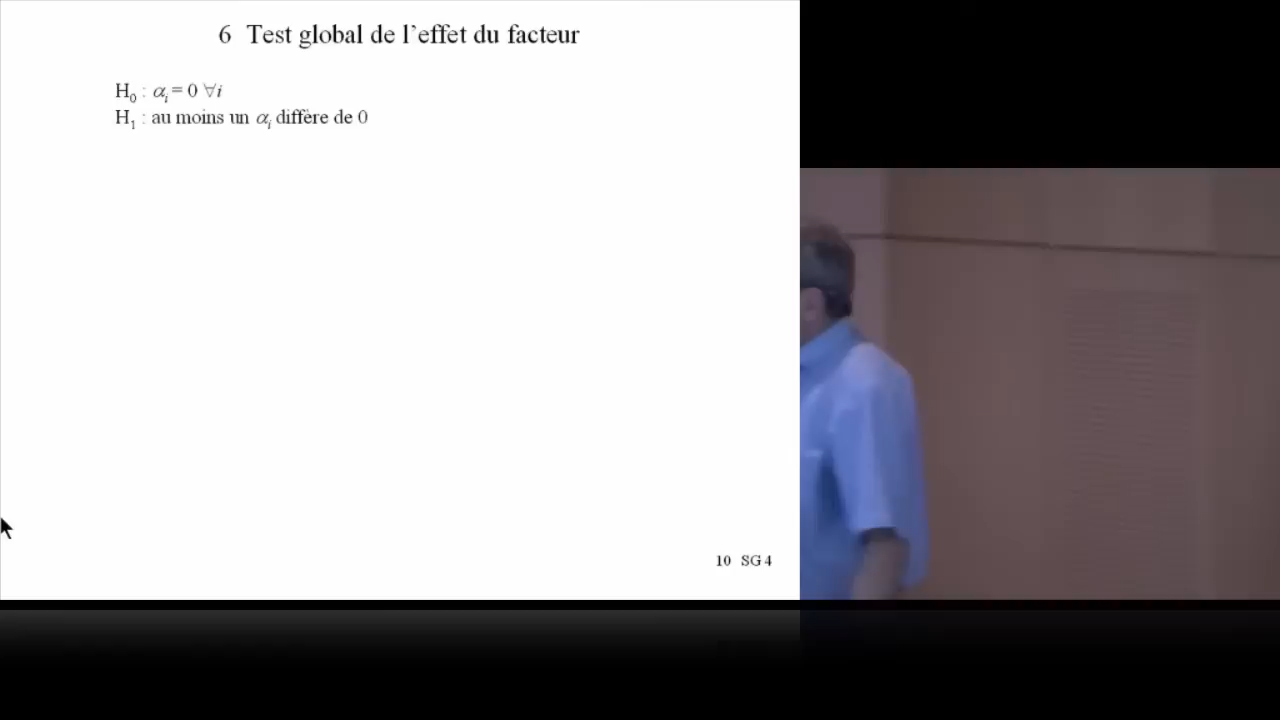 6 Test global de l’effet du facteur
H₀ : αᵢ = 0 ∀i
H₁ : au moins un αᵢ diffère de 0
10 SG 4